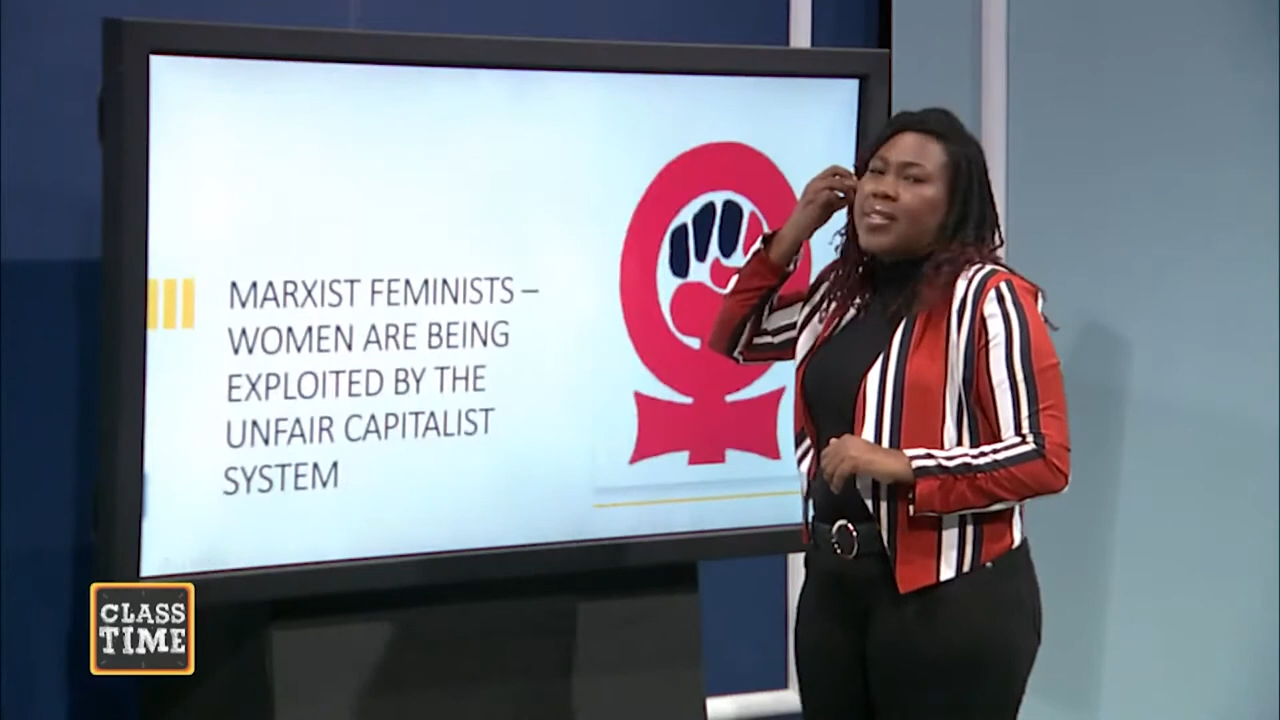 MARXIST FEMINISTS –
WOMEN ARE BEING
EXPLOITED BY THE
UNFAIR CAPITALIST
SYSTEM
CLASS
TIME